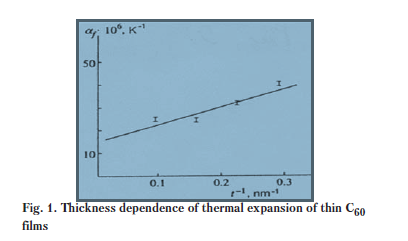 αf 10⁶, K⁻¹
50
10
0.1 0.2 0.3
t⁻¹, nm⁻¹
Fig. 1. Thickness dependence of thermal expansion of thin C₆₀
films